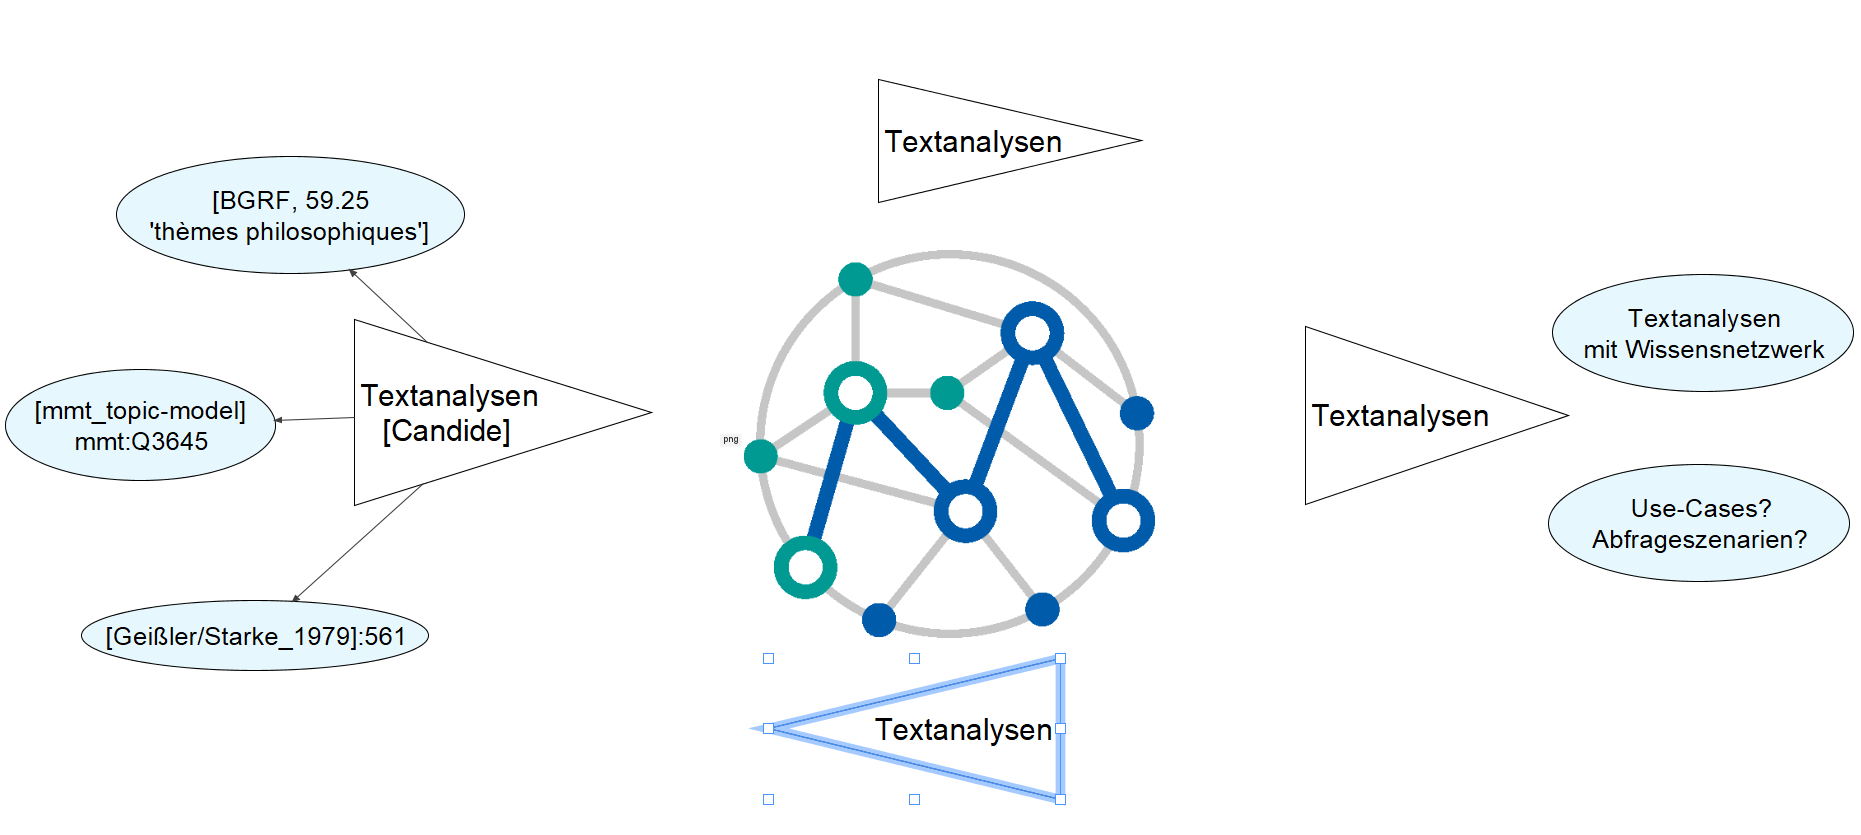 Textanalysen
[BGRF, 59.25
'thèmes philosophiques']
[mmt_topic-model]
mmt:Q3645
Textanalysen
[Candide]
[Geißler/Starke_1979]:561
png
Textanalysen
Textanalysen
mit Wissensnetzwerk
Textanalysen
Use-Cases?
Abfrageszenarien?